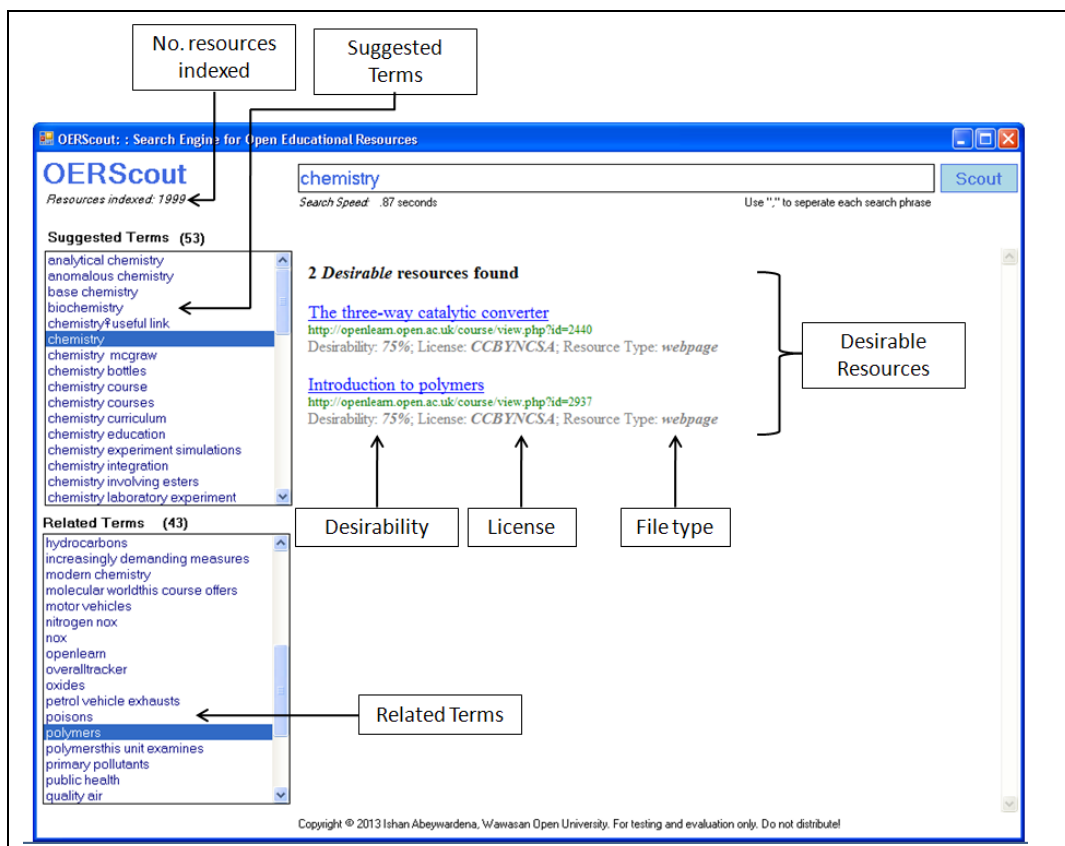 No. resources
indexed
Suggested
Terms
OERScout: : Search Engine for Open Educational Resources
OERScout
Resources indexed: 1999
chemistry
Scout
Search Speed: .87 seconds
Use "," to seperate each search phrase
Suggested Terms (53)
analytical chemistry
anomalous chemistry
base chemistry
biochemistry
chemistry‽useful link
chemistry
chemistry mcgraw
chemistry bottles
chemistry course
chemistry courses
chemistry curriculum
chemistry education
chemistry experiment simulations
chemistry integration
chemistry involving esters
chemistry laboratory experiment
2 Desirable resources found
The three-way catalytic converter
http://openlearn.open.ac.uk/course/view.php?id=2440
Desirability: 75%; License: CCBYNCSA; Resource Type: webpage
Introduction to polymers
http://openlearn.open.ac.uk/course/view.php?id=2937
Desirability: 75%; License: CCBYNCSA; Resource Type: webpage
Desirable
Resources
Desirability
License
File type
Related Terms (43)
hydrocarbons
increasingly demanding measures
modern chemistry
molecular worldthis course offers
motor vehicles
nitrogen nox
nox
openlearn
overalltracker
oxides
petrol vehicle exhausts
poisons
polymers
polymersthis unit examines
primary pollutants
public health
quality air
Related Terms
Copyright © 2013 Ishan Abeywardena, Wawasan Open University. For testing and evaluation only. Do not distribute!